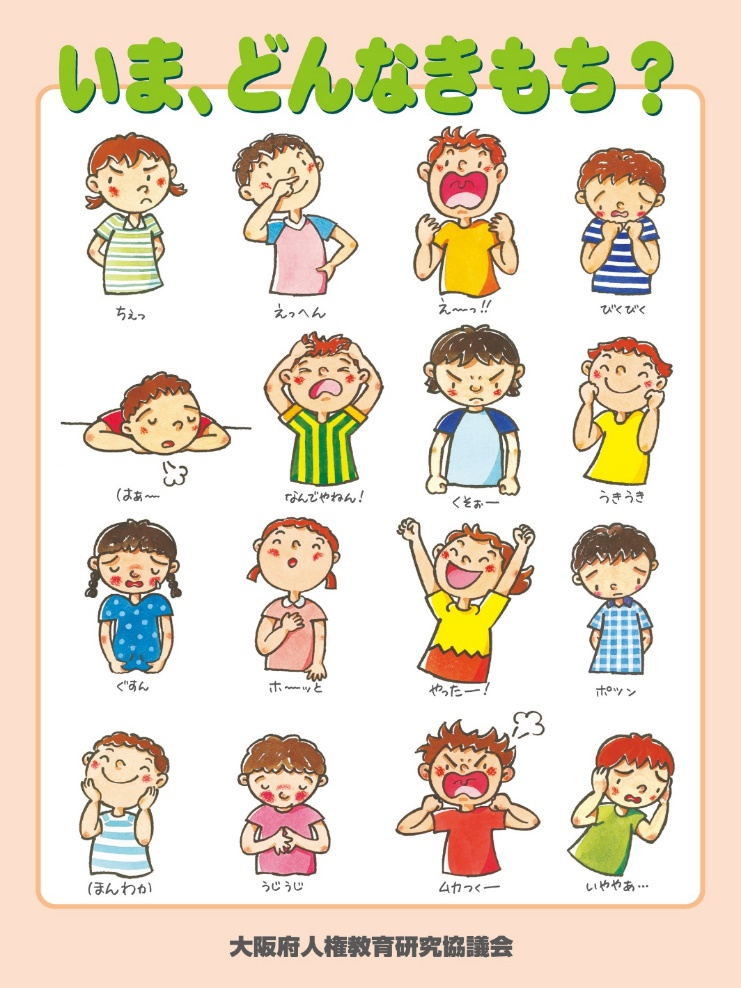 いま、どんなきもち?
ちぇっ
えっへん
え〜っ!!
びくびく
はぁ〜
なんでやねん!
くそぉー
うきうき
ぐすん
ホーッと
やったー!
ポツン
ほんわか
うじうじ
ムカつくー
いややぁ…
大阪府人権教育研究協議会